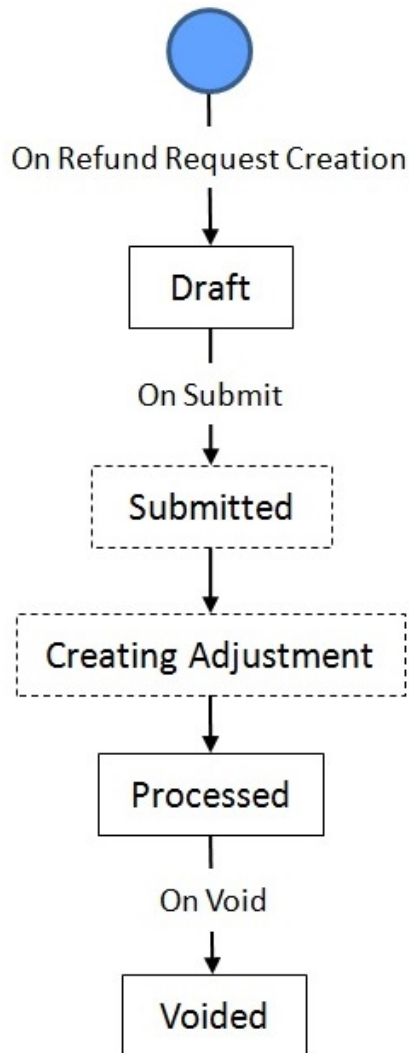 On Refund Request Creation
Draft
On Submit
Submitted
Creating Adjustment
Processed
On Void
Voided